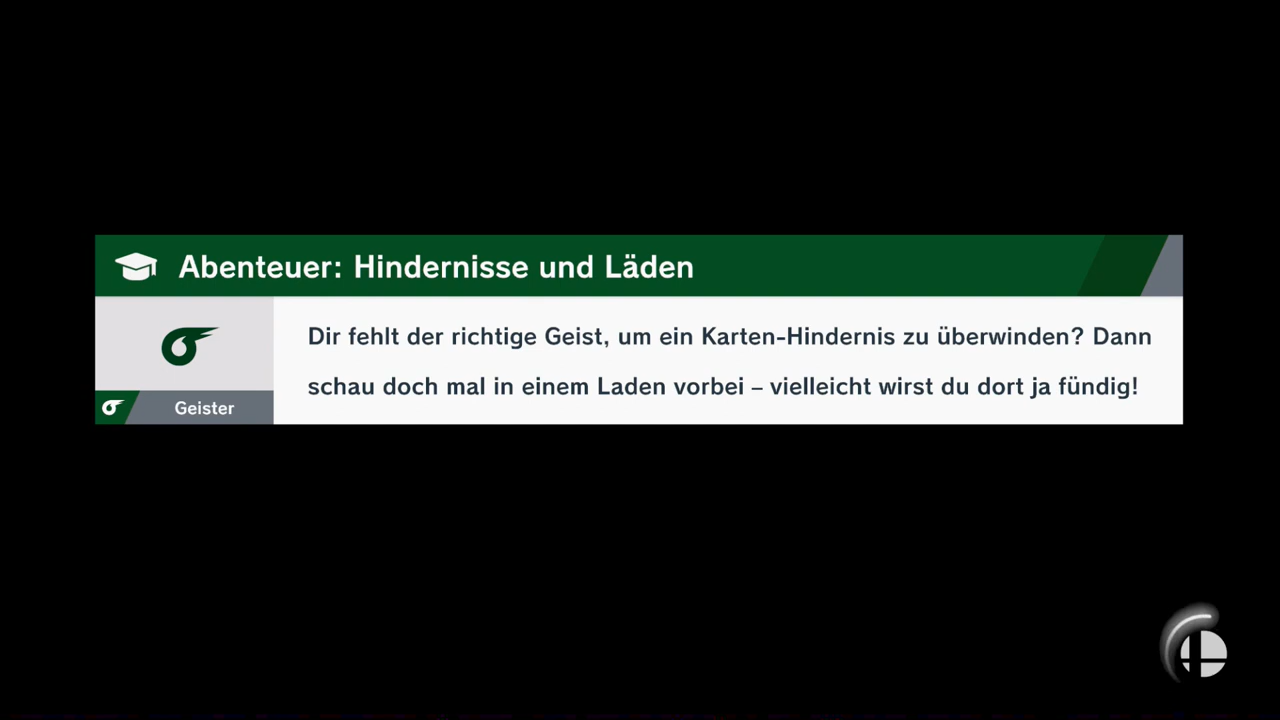 Abenteuer: Hindernisse und Läden
Dir fehlt der richtige Geist, um ein Karten-Hindernis zu überwinden? Dann
schau doch mal in einem Laden vorbei – vielleicht wirst du dort ja fündig!
Geister